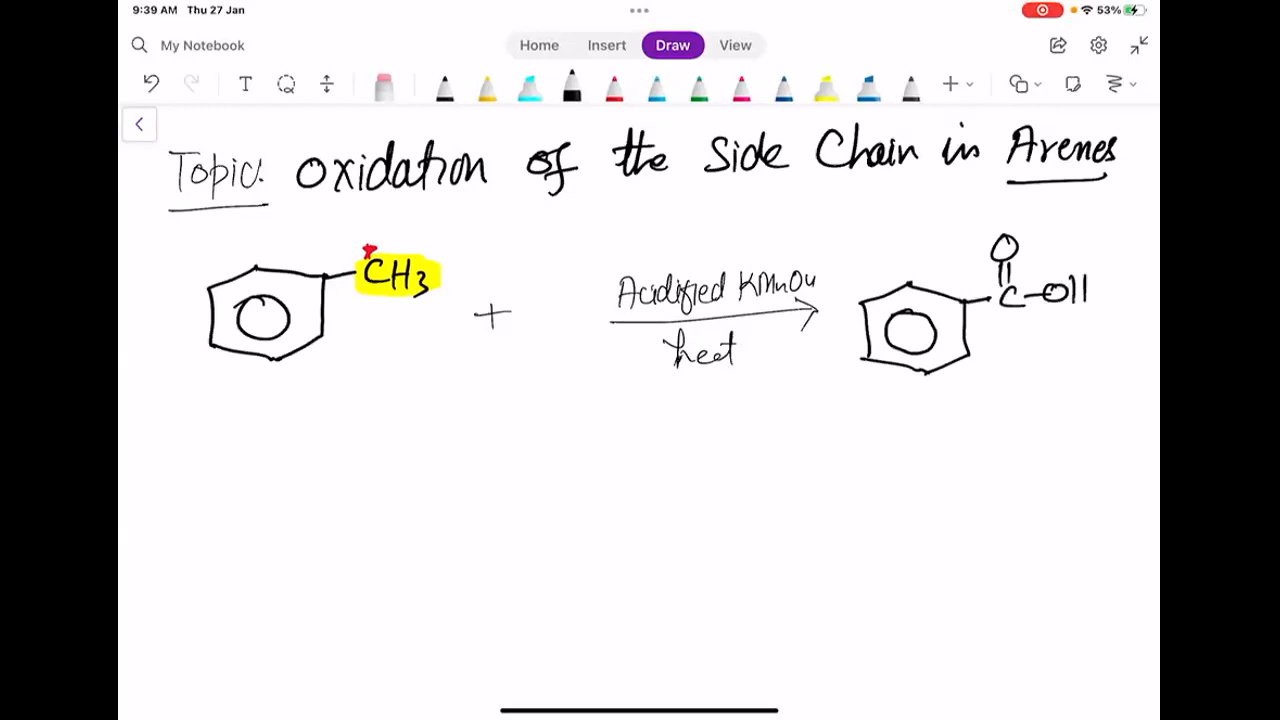 9:39 AM Thu 27 Jan
53%
My Notebook
Home Insert Draw View
T
Topic: Oxidation of the Side Chain in Arenes
CH3 + Acidified KMnO4
heat
O
C-OH